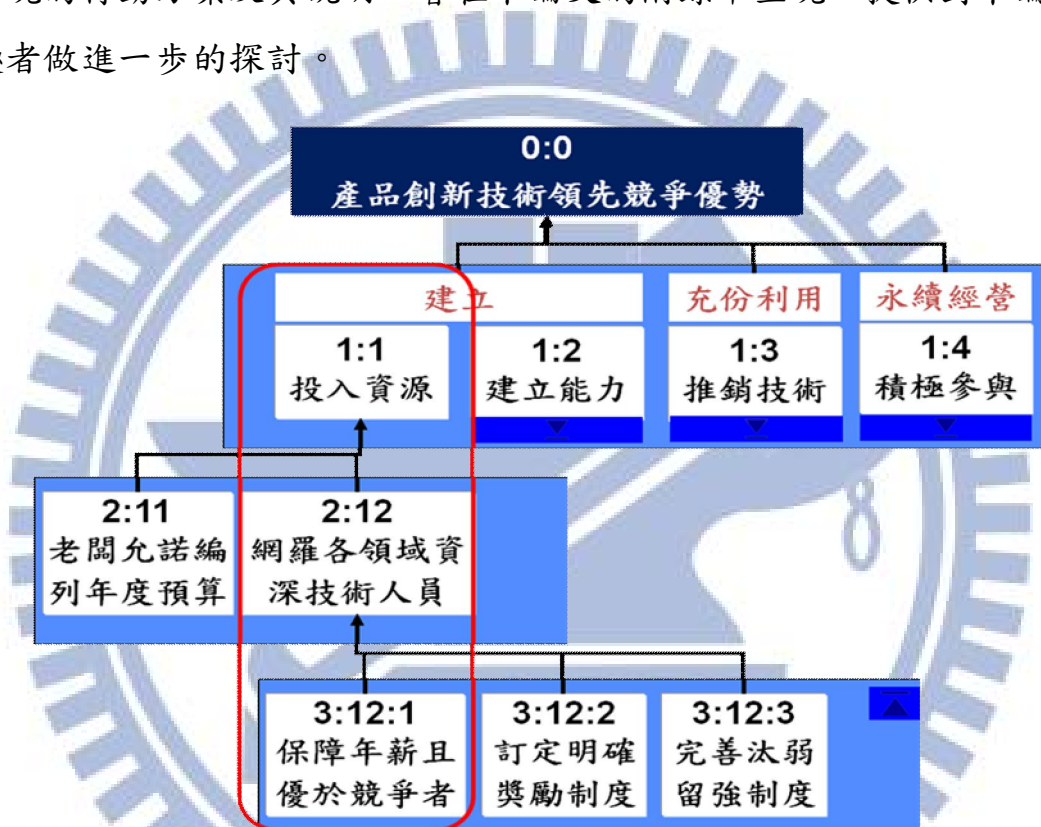 者做進一步的探討。
0:0
產品創新技術領先競爭優勢
建立
充份利用
永續經營
1:1
投入資源
1:2
建立能力
1:3
推銷技術
1:4
積極參與
2:11
老闆允諾編
列年度預算
2:12
網羅各領域資
深技術人員
3:12:1
保障年薪且
優於競爭者
3:12:2
訂定明確
獎勵制度
3:12:3
完善汰弱
留強制度